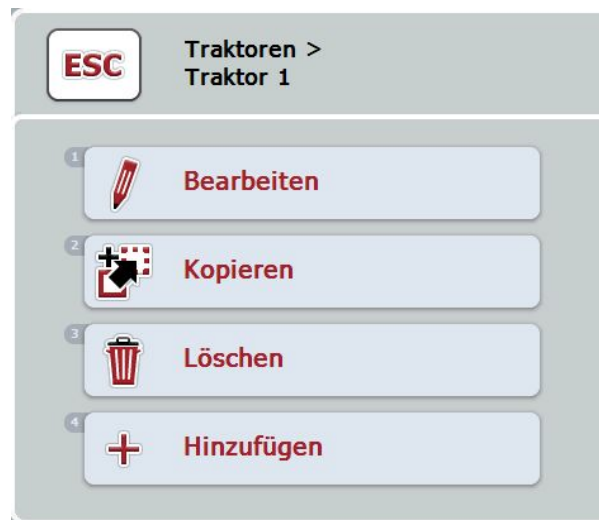 ESC
Traktoren >
Traktor 1
1
Bearbeiten
2
Kopieren
3
Löschen
4
Hinzufügen